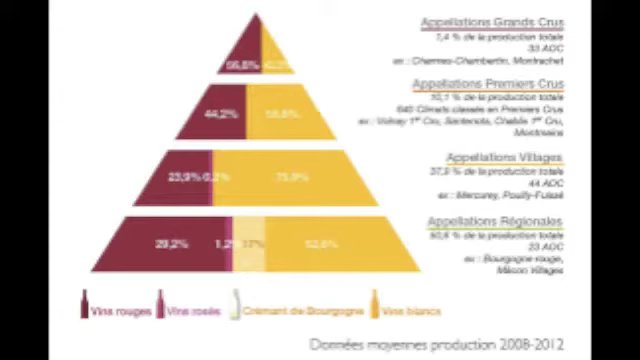 Appellations Grands Crus
1,4 % de la production totale
33 AOC
ex : Charmes-Chambertin, Montrachet
Appellations Premiers Crus
10,1 % de la production totale
640 Climats classés en Premiers Crus
ex : Volnay 1er Cru, Santenots, Chablis 1er Cru,
Montmains
44,2%
Appellations Villages
37,9 % de la production totale
44 AOC
ex : Mercurey, Pouilly-Fuissé
23,9% 0,2%
Appellations Régionales
50,6 % de la production totale
23 AOC
ex : Bourgogne rouge,
Mâcon Villages
29,2% 1,2% 17%
Vins rouges Vins rosés Crémant de Bourgogne Vins blancs
Données moyennes production 2008-2012